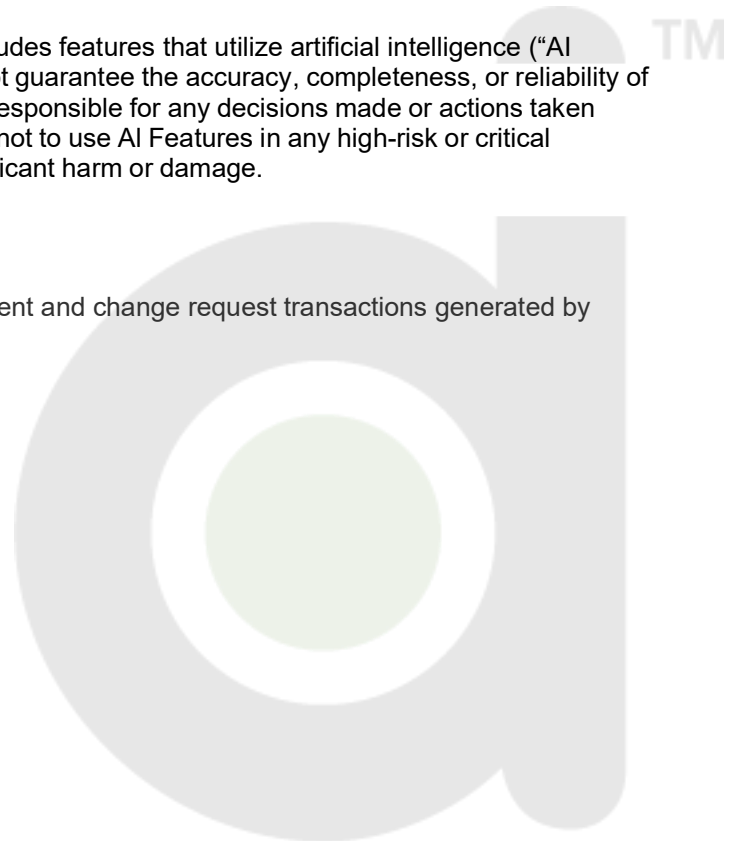 TM
udes features that utilize artificial intelligence (“AI
t guarantee the accuracy, completeness, or reliability of
esponsible for any decisions made or actions taken
not to use AI Features in any high-risk or critical
icant harm or damage.
ent and change request transactions generated by